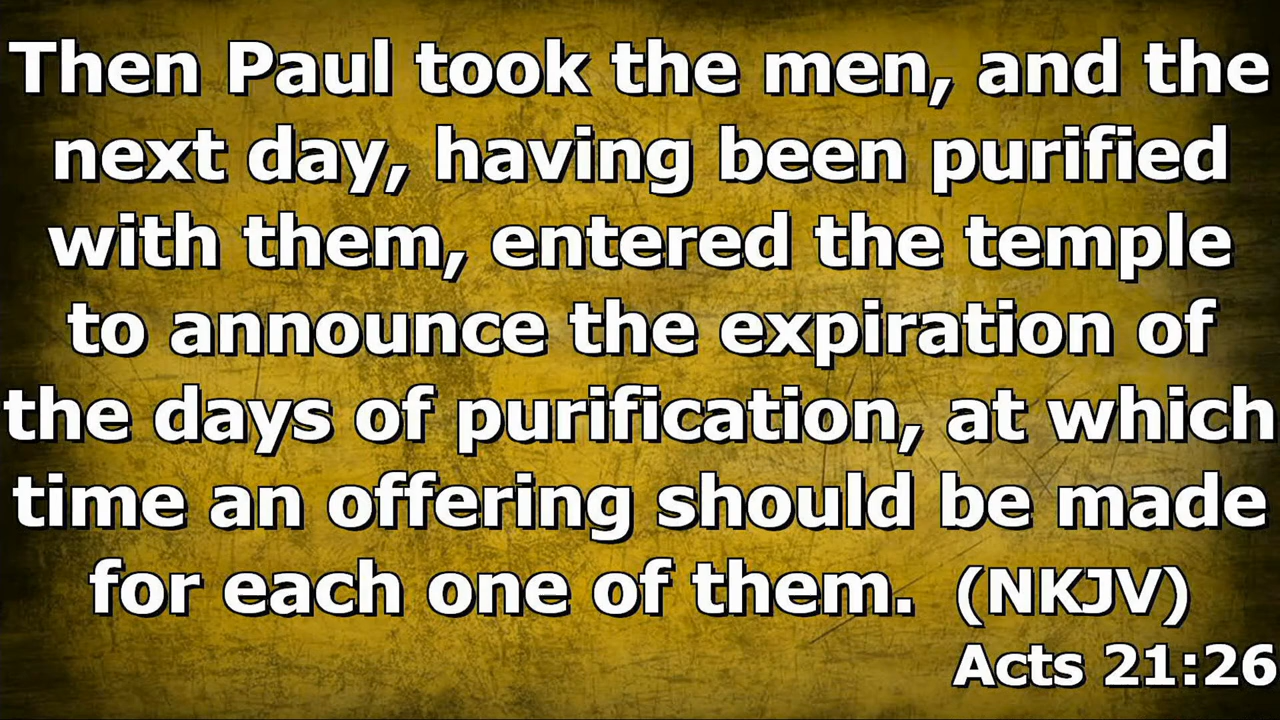 Then Paul took the men, and the
next day, having been purified
with them, entered the temple
to announce the expiration of
the days of purification, at which
time an offering should be made
for each one of them. (NKJV)
Acts 21:26